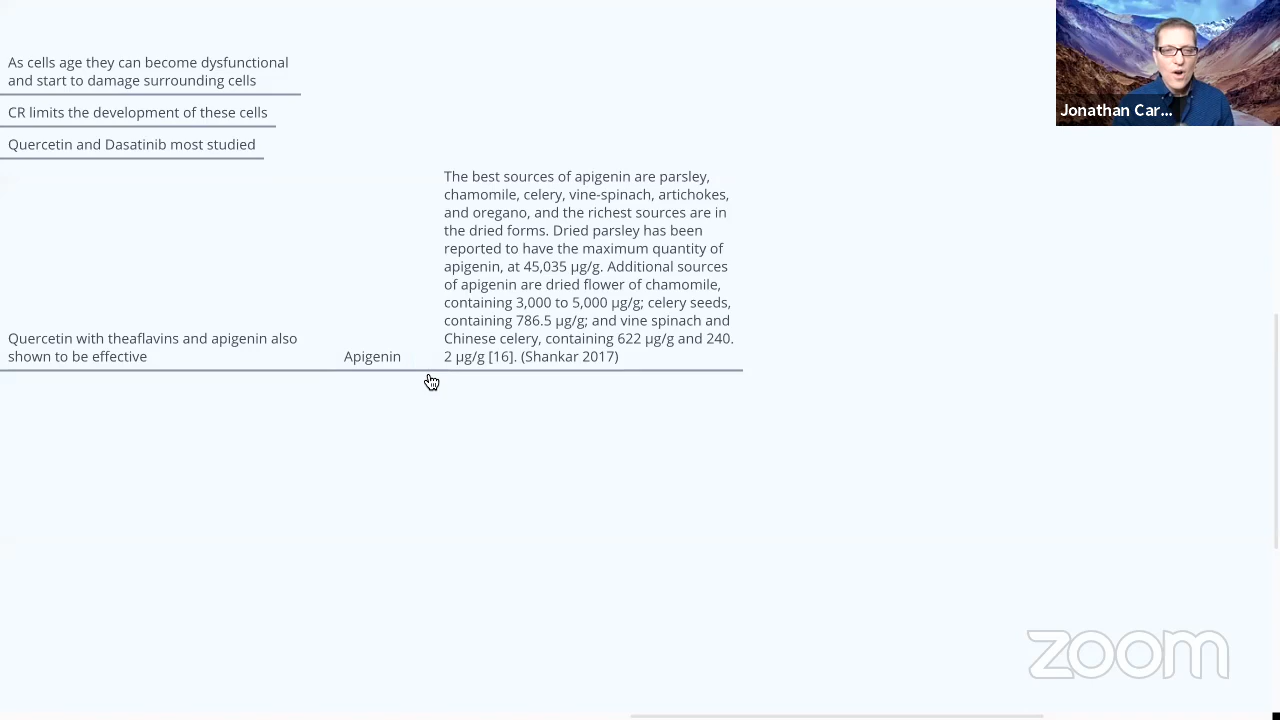 As cells age they can become dysfunctional
and start to damage surrounding cells
CR limits the development of these cells
Quercetin and Dasatinib most studied
Quercetin with theaflavins and apigenin also
shown to be effective
Apigenin
The best sources of apigenin are parsley,
chamomile, celery, vine-spinach, artichokes,
and oregano, and the richest sources are in
the dried forms. Dried parsley has been
reported to have the maximum quantity of
apigenin, at 45,035 μg/g. Additional sources
of apigenin are dried flower of chamomile,
containing 3,000 to 5,000 μg/g; celery seeds,
containing 786.5 μg/g; and vine spinach and
Chinese celery, containing 622 μg/g and 240.
2 μg/g [16]. (Shankar 2017)
Jonathan Car...
zoom